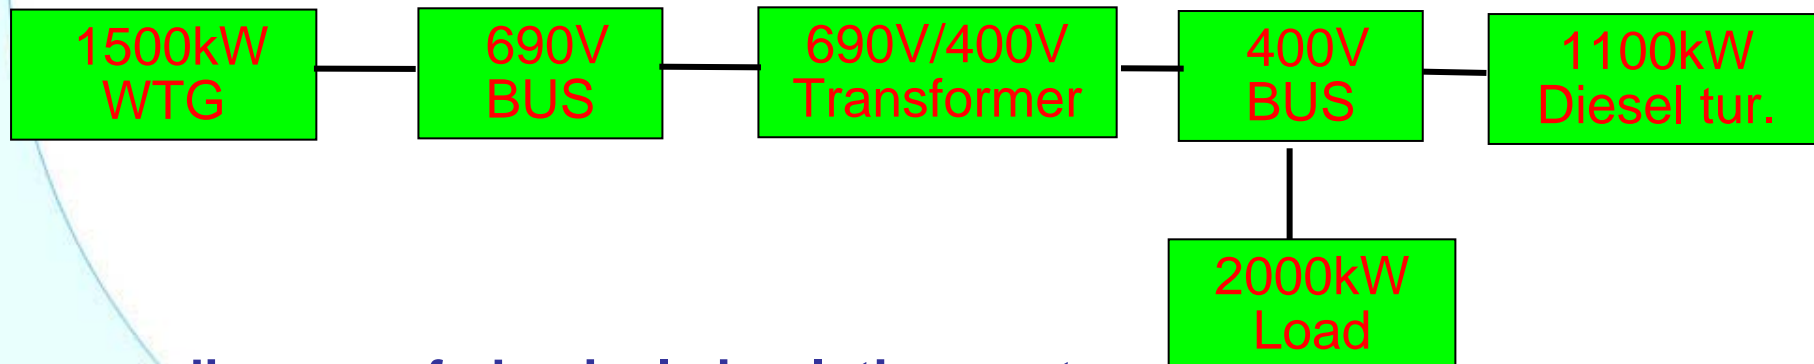 1500kW
WTG
690V
BUS
690V/400V
Transformer
400V
BUS
1100kW
Diesel tur.
2000kW
Load